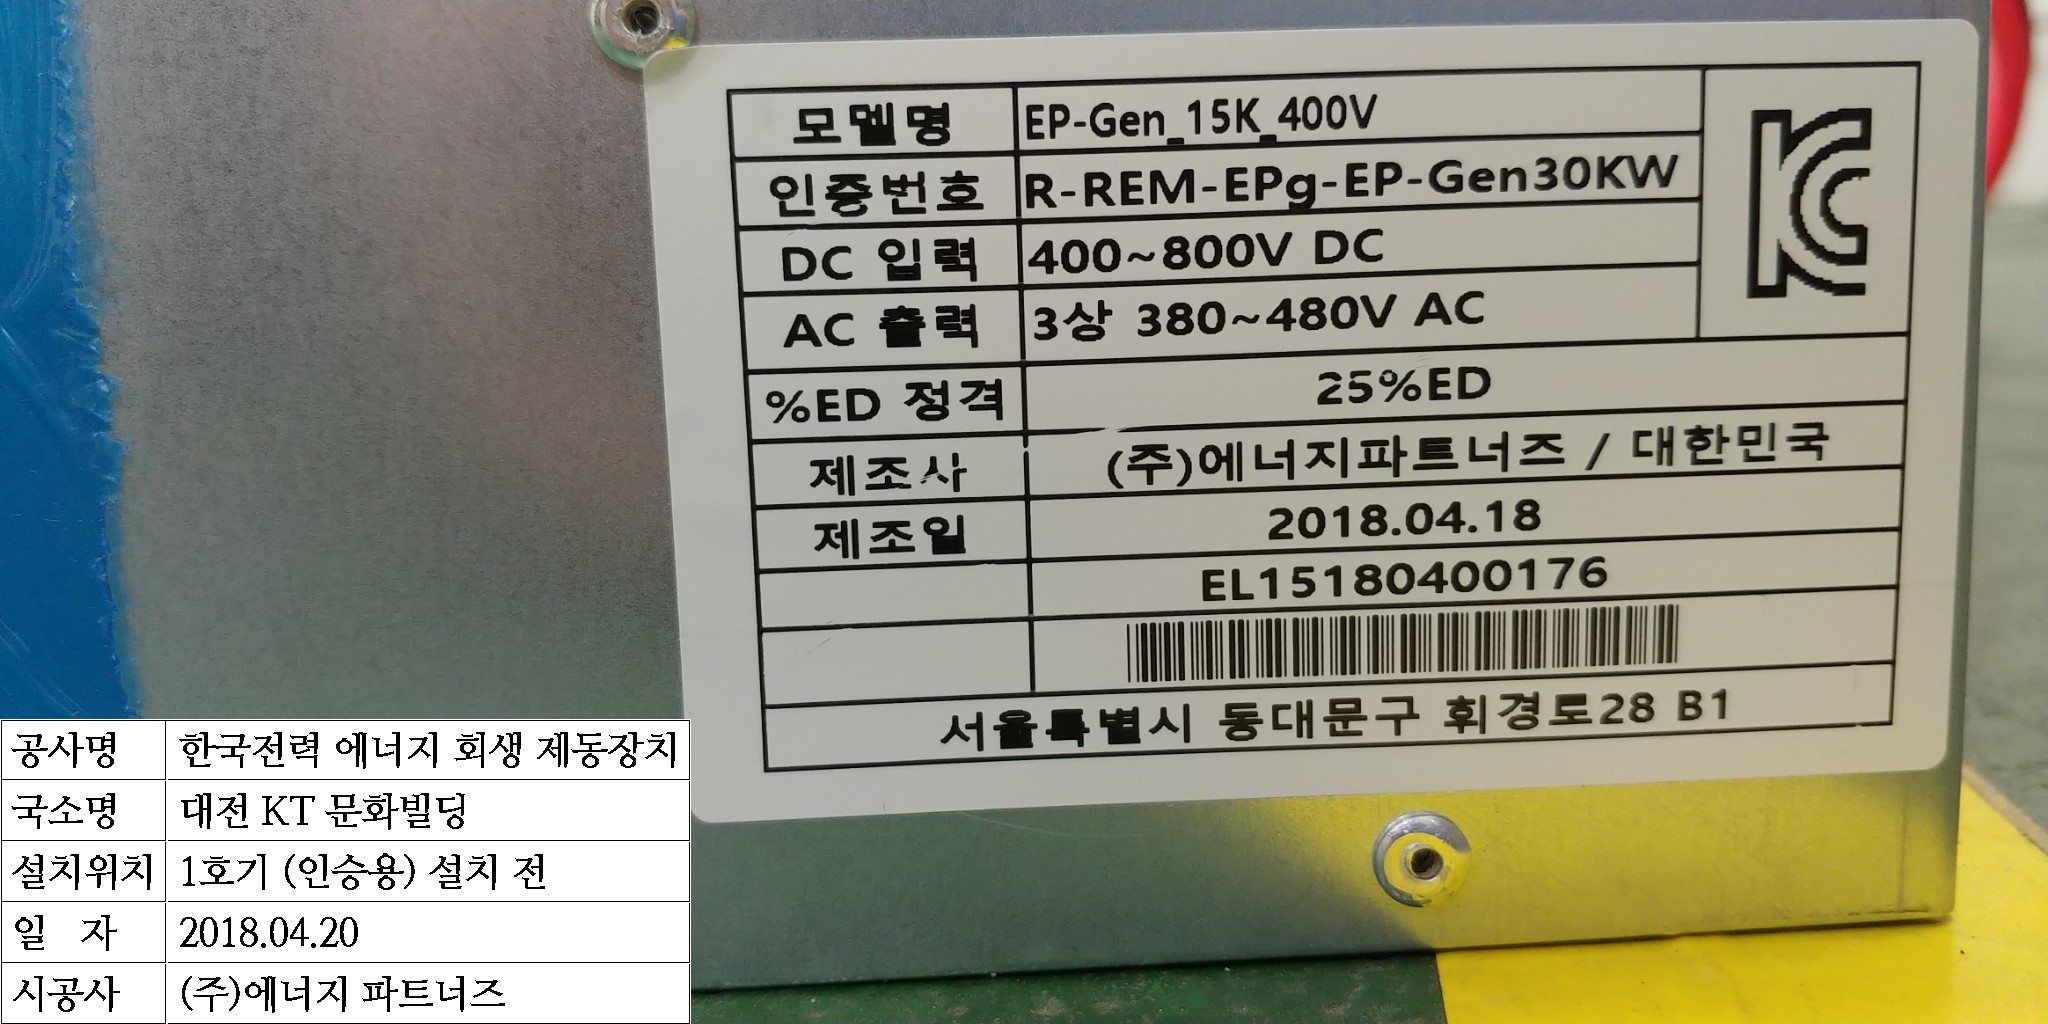 모델명 EP-Gen_15K_400V
인증번호 R-REM-EPg-EP-Gen30KW
DC 입력 400~800V DC
AC 출력 3상 380~480V AC
%ED 정격 25%ED
제조사 (주)에너지파트너즈 / 대한민국
제조일 2018.04.18
EL15180400176
서울특별시 동대문구 휘경로28 B1
공사명 한국전력 에너지 회생 제동장치
국소명 대전 KT 문화빌딩
설치위치 1호기 (인승용) 설치 전
일 자 2018.04.20
시공사 (주)에너지 파트너즈